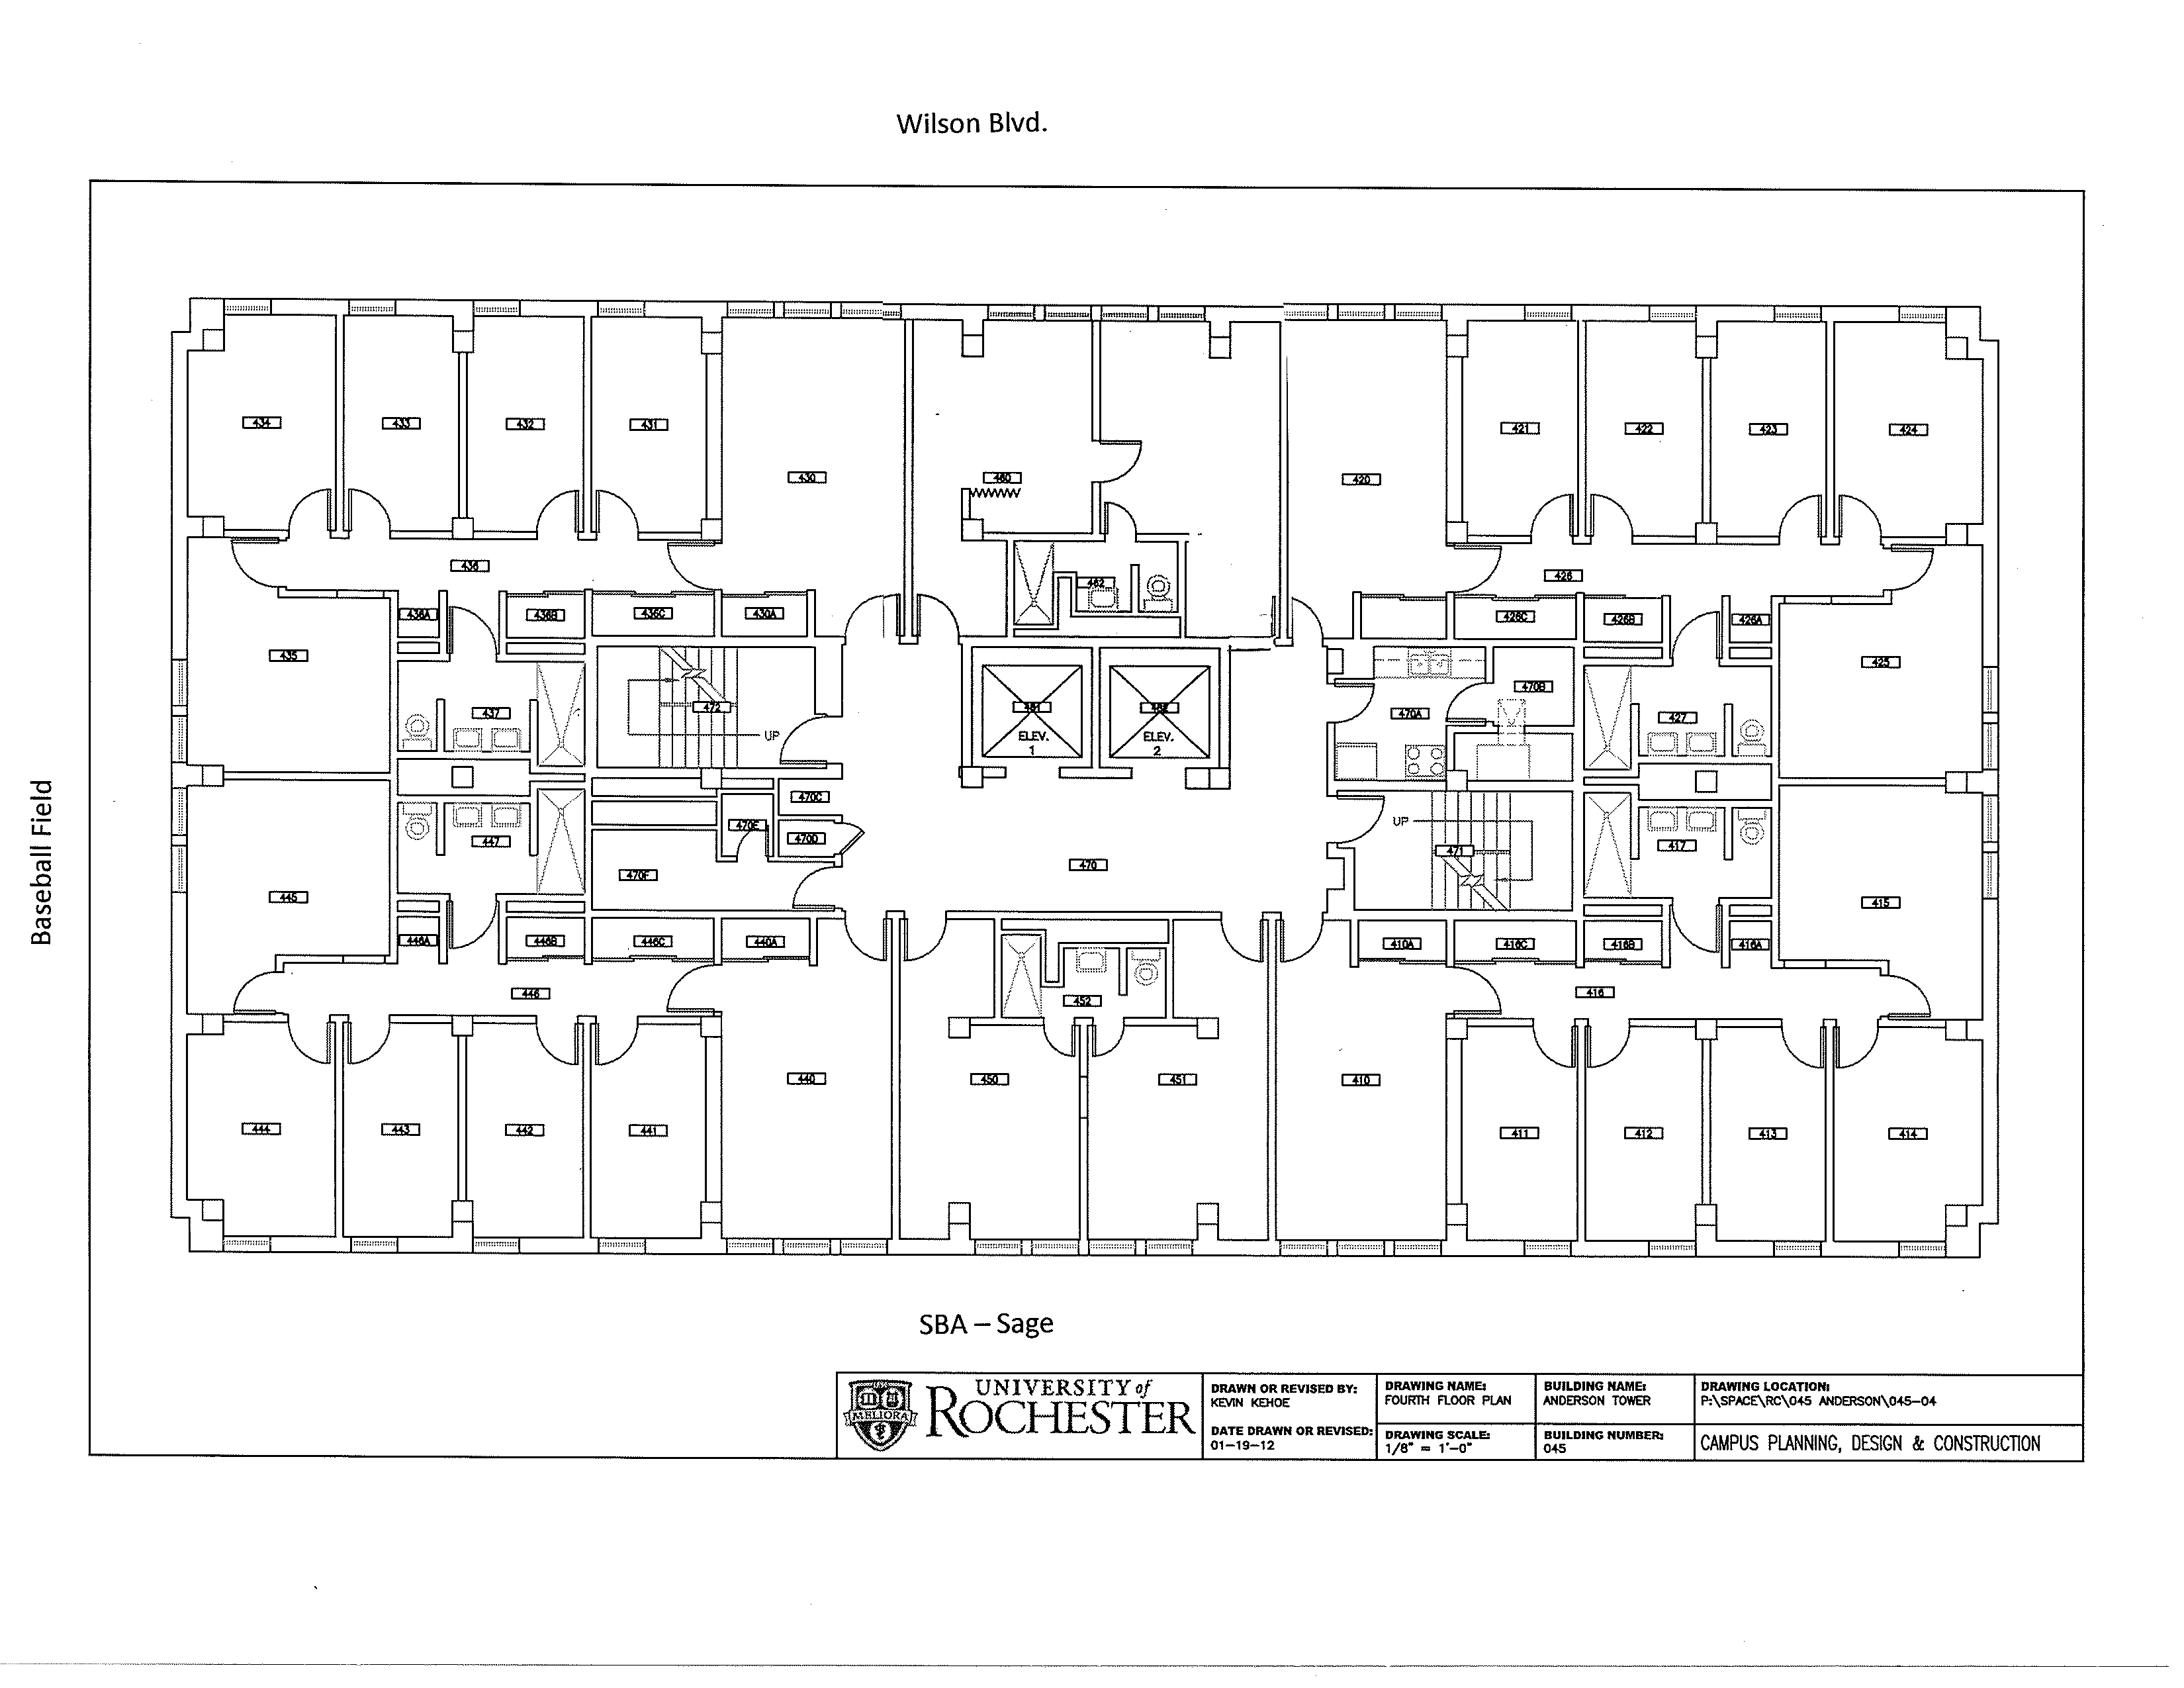 Wilson Blvd.
434
433
432
431
430
460
420
421
422
423
424
436
426
436A
436B
436C
430A
462
426C
426B
426A
435
425
437
472
UP
ELEV.
1
ELEV.
2
470A
470B
427
470C
470E
470D
447
470F
470
UP
471
417
445
415
446A
446B
446C
440A
410A
416C
416B
416A
446
452
416
440
450
451
410
444
443
442
441
411
412
413
414
Baseball Field
SBA – Sage
MELIORA
UNIVERSITY of
ROCHESTER
DRAWN OR REVISED BY:
KEVIN KEHOE
DATE DRAWN OR REVISED:
01-19-12
DRAWING NAME:
FOURTH FLOOR PLAN
DRAWING SCALE:
1/8" = 1'-0"
BUILDING NAME:
ANDERSON TOWER
BUILDING NUMBER:
045
DRAWING LOCATION:
P:\SPACE\RC\045 ANDERSON\045-04
CAMPUS PLANNING, DESIGN & CONSTRUCTION